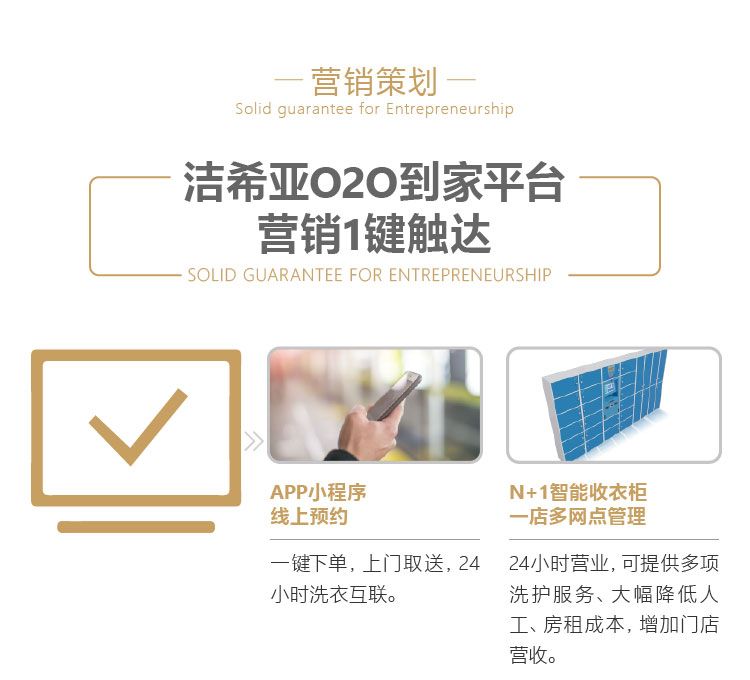 营销策划
Solid guarantee for Entrepreneurship
洁希亚O2O到家平台
营销1键触达
SOLID GUARANTEE FOR ENTREPRENEURSHIP
APP小程序
线上预约
一键下单，上门取送，24
小时洗衣互联。
N+1智能收衣柜
一店多网点管理
24小时营业，可提供多项
洗护服务、大幅降低人
工、房租成本，增加门店
营收。